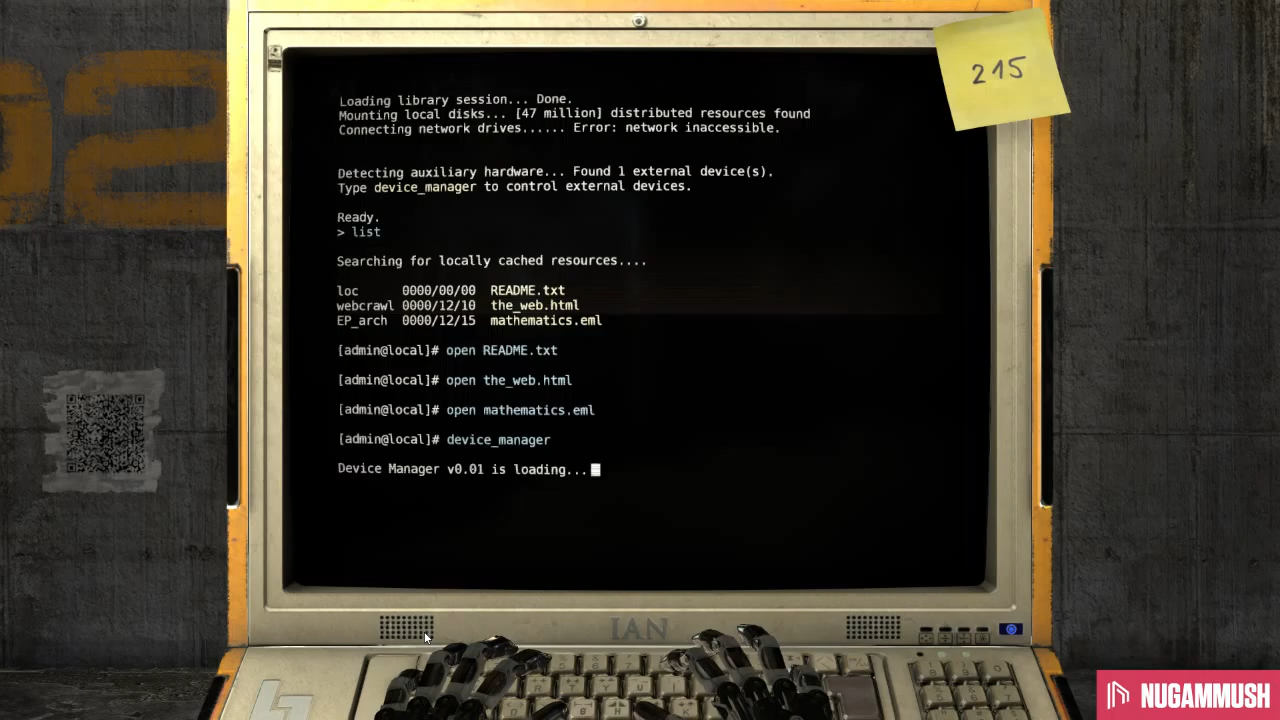 02
215
Loading library session... Done.
Mounting local disks... [47 million] distributed resources found
Connecting network drives...... Error: network inaccessible.
Detecting auxiliary hardware... Found 1 external device(s).
Type device_manager to control external devices.
Ready.
> list
Searching for locally cached resources....
loc 0000/00/00 README.txt
webcrawl 0000/12/10 the_web.html
EP_arch 0000/12/15 mathematics.eml
[admin@local]# open README.txt
[admin@local]# open the_web.html
[admin@local]# open mathematics.eml
[admin@local]# device_manager
Device Manager v0.01 is loading...
IAN
NUGAMMUSH